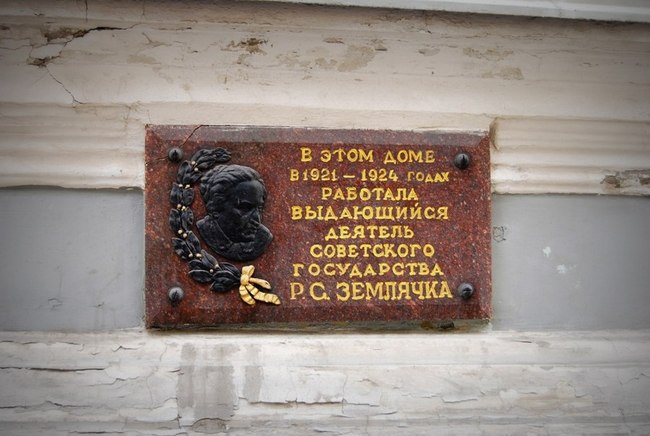 В ЭТОМ ДОМЕ
В 1921 – 1924 ГОДАХ
РАБОТАЛА
ВЫДАЮЩИЙСЯ
ДЕЯТЕЛЬ
СОВЕТСКОГО
ГОСУДАРСТВА
Р.С. ЗЕМЛЯЧКА